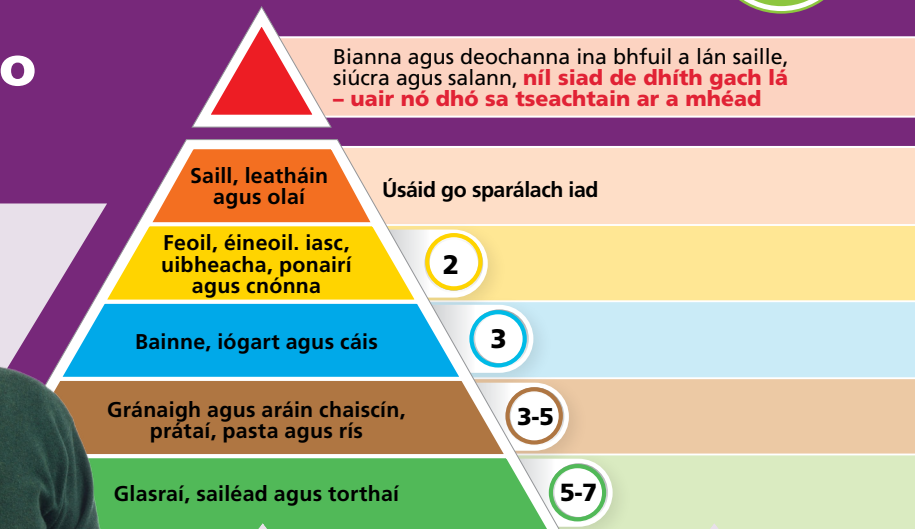 o
Bianna agus deochanna ina bhfuil a lán saille,
siúcra agus salann, níl siad de dhíth gach lá
– uair nó dhó sa tseachtain ar a mhéad
Saill, leatháin
agus olaí
Úsáid go sparálach iad
Feoil, éineoil. iasc,
uibheacha, ponairí
agus cnónna
2
Bainne, iógart agus cáis
3
Gránaigh agus aráin chaiscín,
prátaí, pasta agus rís
3-5
Glasraí, sailéad agus torthaí
5-7